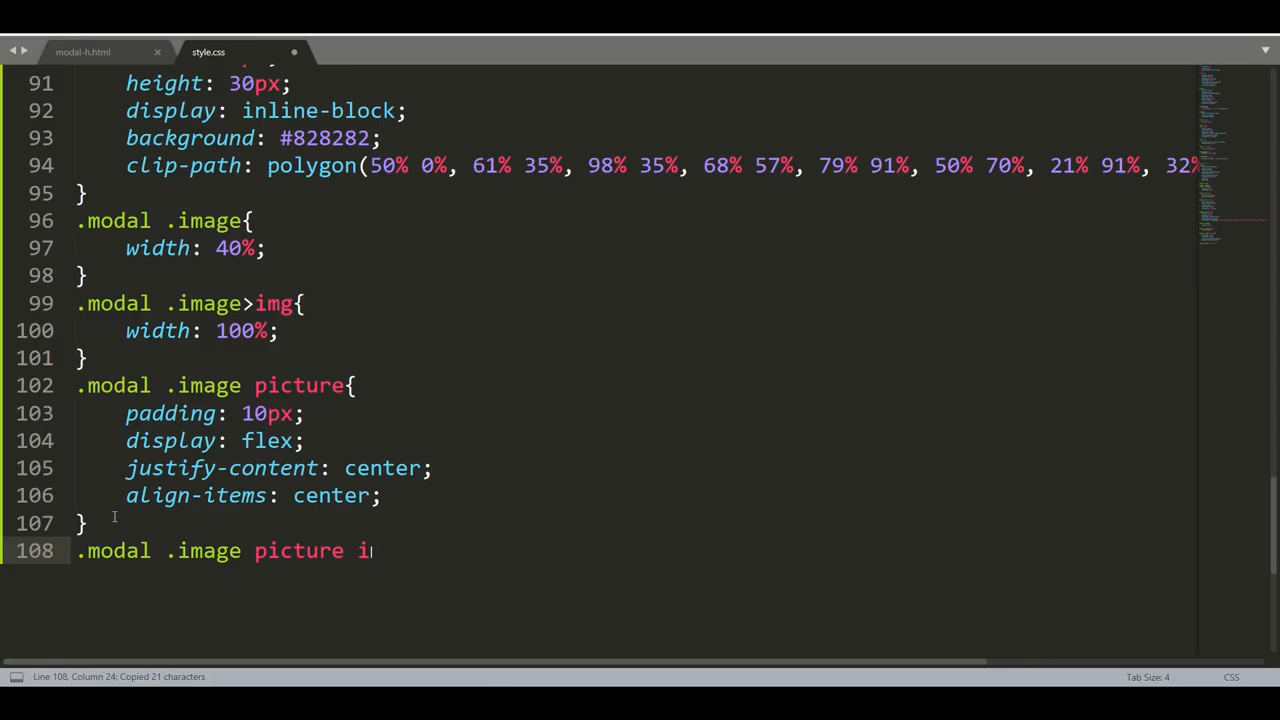 modal-h.html
style.css
91 height: 30px;
92 display: inline-block;
93 background: #828282;
94 clip-path: polygon(50% 0%, 61% 35%, 98% 35%, 68% 57%, 79% 91%, 50% 70%, 21% 91%, 32%
95 }
96 .modal .image{
97 width: 40%;
98 }
99 .modal .image>img{
100 width: 100%;
101 }
102 .modal .image picture{
103 padding: 10px;
104 display: flex;
105 justify-content: center;
106 align-items: center;
107 }
108 .modal .image picture i
Line 108, Column 24: Copied 21 characters
Tab Size: 4
CSS